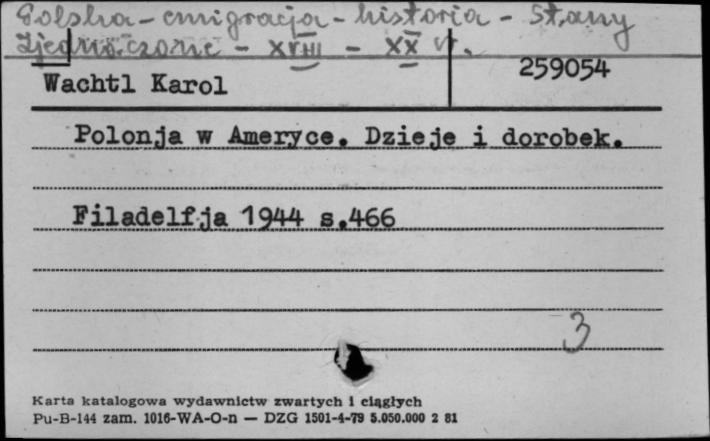 Polska - emigracja - historia - Stany
Zjednoczone - XVIII - XX w.
Wachtl Karol
259054
Polonja w Ameryce. Dzieje i dorobek.
Filadelfja 1944 s.466
3
Karta katalogowa wydawnictw zwartych i ciągłych
Pu-B-144 zam. 1016-WA-O-n — DZG 1501-4-79 5.050.000 2 81